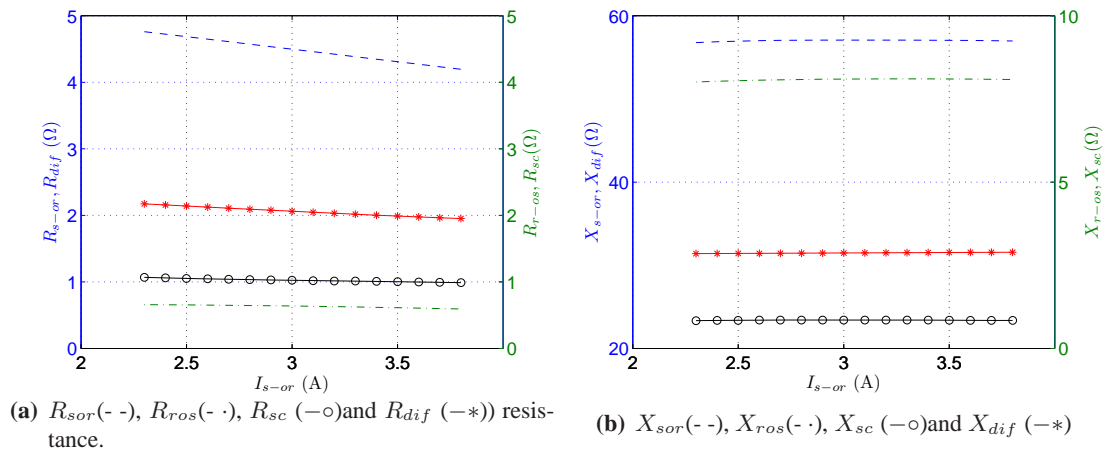 5
4
3
2
1
0
R_{s-or}, R_{dif} (Ω)
5
4
3
2
1
0
R_{r-os}, R_{sc}(Ω)
2
2.5
3
3.5
I_{s-or} (A)
(a) R_{sor}(- -), R_{ros}(- ·), R_{sc} (−○)and R_{dif} (−∗)) resis-
tance.
60
60
20
X_{s-or}, X_{dif}(Ω)
10
5
0
X_{r-os}, X_{sc}(Ω)
2
2.5
3
3.5
I_{s-or} (A)
(b) X_{sor}(- -), X_{ros}(- ·), X_{sc} (−○)and X_{dif} (−∗)